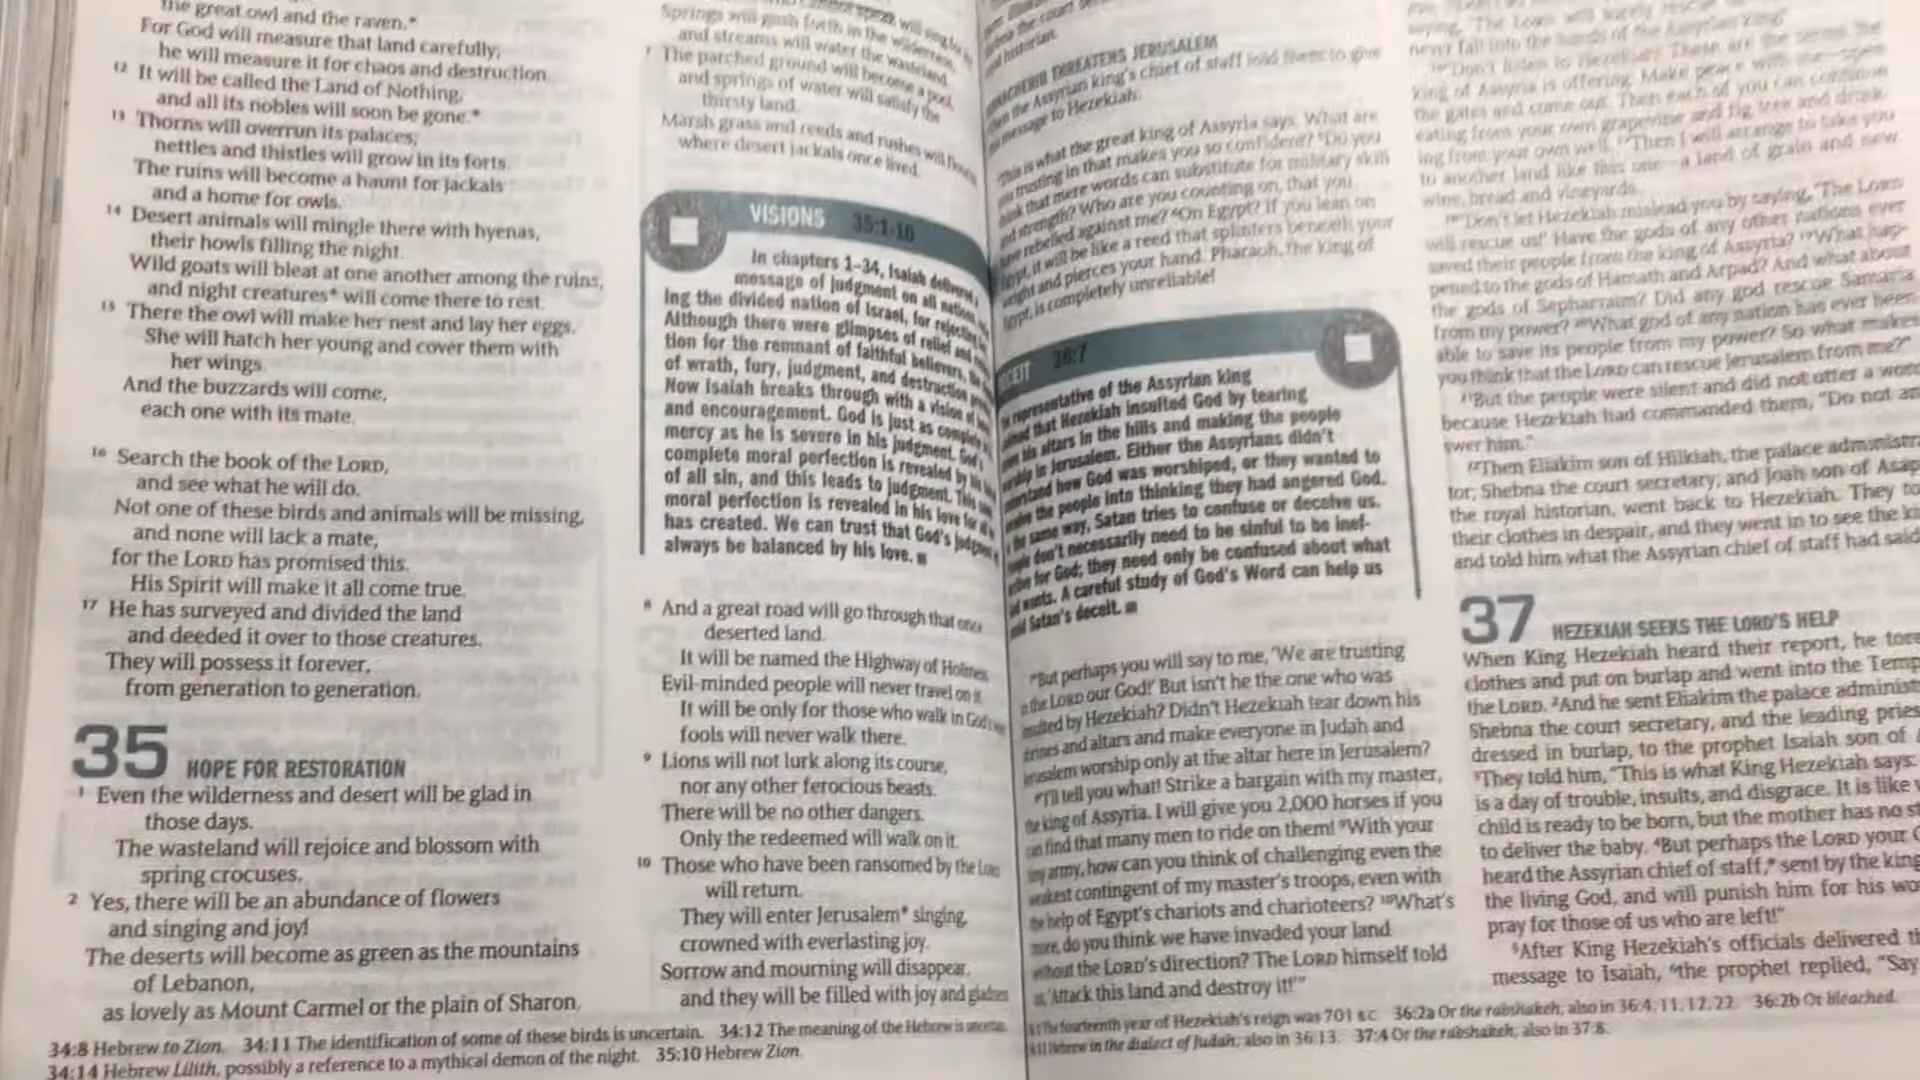 the great owl and the raven.*
For God will measure that land carefully;
he will measure it for chaos and destruction.
12 It will be called the Land of Nothing,
and all its nobles will soon be gone.*
13 Thorns will overrun its palaces;
nettles and thistles will grow in its forts.
The ruins will become a haunt for jackals
and a home for owls.
14 Desert animals will mingle there with hyenas,
their howls filling the night.
Wild goats will bleat at one another among the ruins,
and night creatures* will come there to rest.
15 There the owl will make her nest and lay her eggs.
She will hatch her young and cover them with
her wings.
And the buzzards will come,
each one with its mate.
16 Search the book of the LORD,
and see what he will do.
Not one of these birds and animals will be missing,
and none will lack a mate,
for the LORD has promised this.
His Spirit will make it all come true.
17 He has surveyed and divided the land
and deeded it over to those creatures.
They will possess it forever,
from generation to generation.
35 HOPE FOR RESTORATION
1 Even the wilderness and desert will be glad in
those days.
The wasteland will rejoice and blossom with
spring crocuses.
2 Yes, there will be an abundance of flowers
and singing and joy!
The deserts will become as green as the mountains
of Lebanon,
as lovely as Mount Carmel or the plain of Sharon.
Springs will gush forth in the wilderness,
and streams will water the wasteland.
7 The parched ground will become a pool,
and springs of water will satisfy the
thirsty land.
Marsh grass and reeds and rushes will
where desert jackals once lived.
VISIONS 35:1-10
In chapters 1–34, Isaiah
message of judgment on all nations,
ing the divided nation of Israel, for
Although there were glimpses of relief and
tion for the remnant of faithful believers,
of wrath, fury, judgment, and destruction
Now Isaiah breaks through with a vision of
and encouragement. God is just as complete
mercy as he is severe in his judgment. God's
complete moral perfection is revealed by his
of all sin, and this leads to judgment. This
moral perfection is revealed in his love for
has created. We can trust that God's
always be balanced by his love. ■
8 And a great road will go through that once
deserted land.
It will be named the Highway of Holiness.
Evil-minded people will never travel on it.
It will be only for those who walk in God's
fools will never walk there.
9 Lions will not lurk along its course,
nor any other ferocious beasts.
There will be no other dangers.
Only the redeemed will walk on it.
10 Those who have been ransomed by the LORD
will return.
They will enter Jerusalem* singing,
crowned with everlasting joy.
Sorrow and mourning will disappear,
and they will be filled with joy and gladness.
34:8 Hebrew to Zion. 34:11 The identification of some of these birds is uncertain. 34:12 The meaning of the Hebrew is uncertain.
34:14 Hebrew Lilith, possibly a reference to a mythical demon of the night. 35:10 Hebrew Zion.
historian.
THREATENS JERUSALEM
the Assyrian king's chief of staff told them to give
message to Hezekiah:
is what the great king of Assyria says: What are
trusting in that makes you so confident? 5Do you
that mere words can substitute for military skill
strength? Who are you counting on, that you
rebelled against me? 6On Egypt? If you lean on
it will be like a reed that splinters beneath your
and pierces your hand. Pharaoh, the king of
is completely unreliable!
36:7
representative of the Assyrian king
that Hezekiah insulted God by tearing
his altars in the hills and making the people
in Jerusalem. Either the Assyrians didn't
how God was worshiped, or they wanted to
the people into thinking they had angered God.
the same way, Satan tries to confuse or deceive us.
don't necessarily need to be sinful to be inef-
for God; they need only be confused about what
wants. A careful study of God's Word can help us
Satan's deceit. ■
7"But perhaps you will say to me, 'We are trusting
the LORD our God!' But isn't he the one who was
by Hezekiah? Didn't Hezekiah tear down his
and altars and make everyone in Judah and
worship only at the altar here in Jerusalem?
8"I'll tell you what! Strike a bargain with my master,
the king of Assyria. I will give you 2,000 horses if you
can find that many men to ride on them! 9With your
army, how can you think of challenging even the
contingent of my master's troops, even with
the help of Egypt's chariots and charioteers? 10What's
more, do you think we have invaded your land
the LORD's direction? The LORD himself told
us, 'Attack this land and destroy it!'"
The fourteenth year of Hezekiah's reign was 701 B.C. 36:2a Or the rabshakeh; also in 36:4, 11, 12, 22. 36:2b Or bleached.
Hebrew in the dialect of Judah; also in 36:13. 37:4 Or the rabshakeh; also in 37:8.
never fall into the hands of the Assyrian king!'
16"Don't listen to Hezekiah! These are the terms the
king of Assyria is offering: Make peace with me—open
the gates and come out. Then each of you can continue
eating from your own grapevine and fig tree and drink-
ing from your own well. 17Then I will arrange to take you
to another land like this one—a land of grain and new
wine, bread and vineyards.
18"Don't let Hezekiah mislead you by saying, 'The LORD
will rescue us!' Have the gods of any other nations ever
saved their people from the king of Assyria? 19What hap-
pened to the gods of Hamath and Arpad? And what about
the gods of Sepharvaim? Did any god rescue Samaria
from my power? 20What god of any nation has ever been
able to save its people from my power? So what makes
you think that the LORD can rescue Jerusalem from me?"
21But the people were silent and did not utter a word
because Hezekiah had commanded them, "Do not an-
swer him."
22Then Eliakim son of Hilkiah, the palace
tor; Shebna the court secretary; and Joah son of Asaph
the royal historian, went back to Hezekiah. They
their clothes in despair, and they went in to see the
and told him what the Assyrian chief of staff had said
37 HEZEKIAH SEEKS THE LORD'S HELP
When King Hezekiah heard their report, he tore
clothes and put on burlap and went into the
the LORD. 2And he sent Eliakim the palace
Shebna the court secretary, and the leading
dressed in burlap, to the prophet Isaiah son of
3They told him, "This is what King Hezekiah says:
is a day of trouble, insults, and disgrace. It is like
child is ready to be born, but the mother has no
to deliver the baby. 4But perhaps the LORD your
heard the Assyrian chief of staff,* sent by the king
the living God, and will punish him for his
pray for those of us who are left!"
5After King Hezekiah's officials delivered
message to Isaiah, 6the prophet replied, "Say